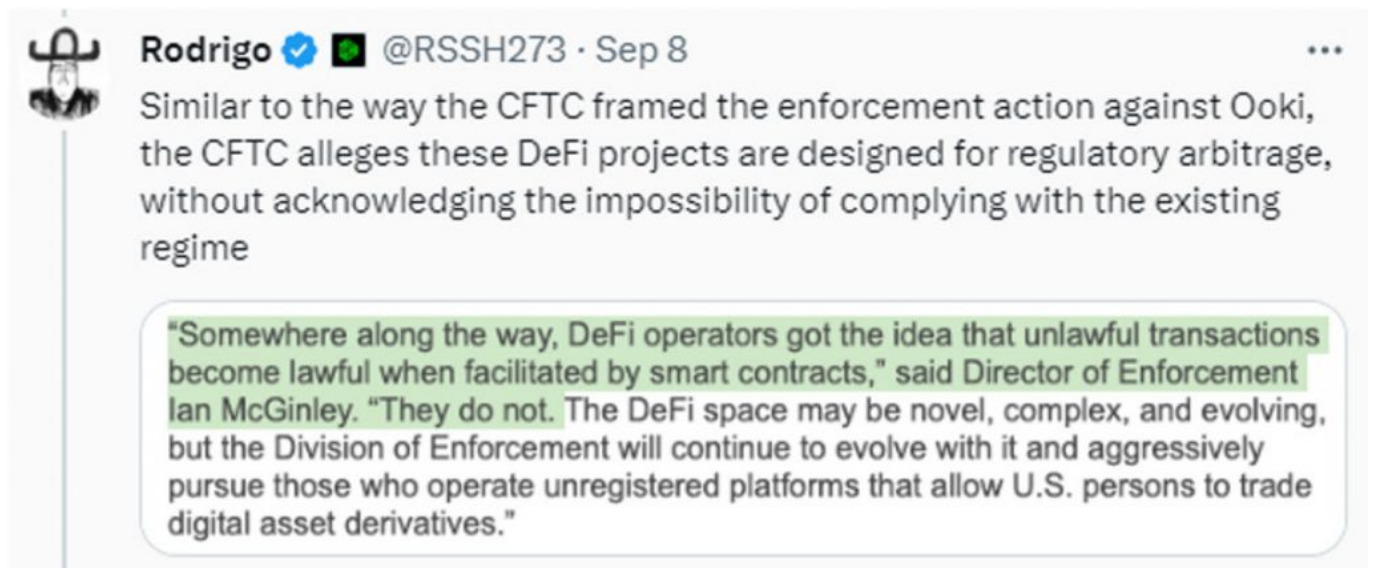 Rodrigo @RSSH273 · Sep 8
Similar to the way the CFTC framed the enforcement action against Ooki,
the CFTC alleges these DeFi projects are designed for regulatory arbitrage,
without acknowledging the impossibility of complying with the existing
regime
“Somewhere along the way, DeFi operators got the idea that unlawful transactions
become lawful when facilitated by smart contracts,” said Director of Enforcement
Ian McGinley. “They do not. The DeFi space may be novel, complex, and evolving,
but the Division of Enforcement will continue to evolve with it and aggressively
pursue those who operate unregistered platforms that allow U.S. persons to trade
digital asset derivatives.”